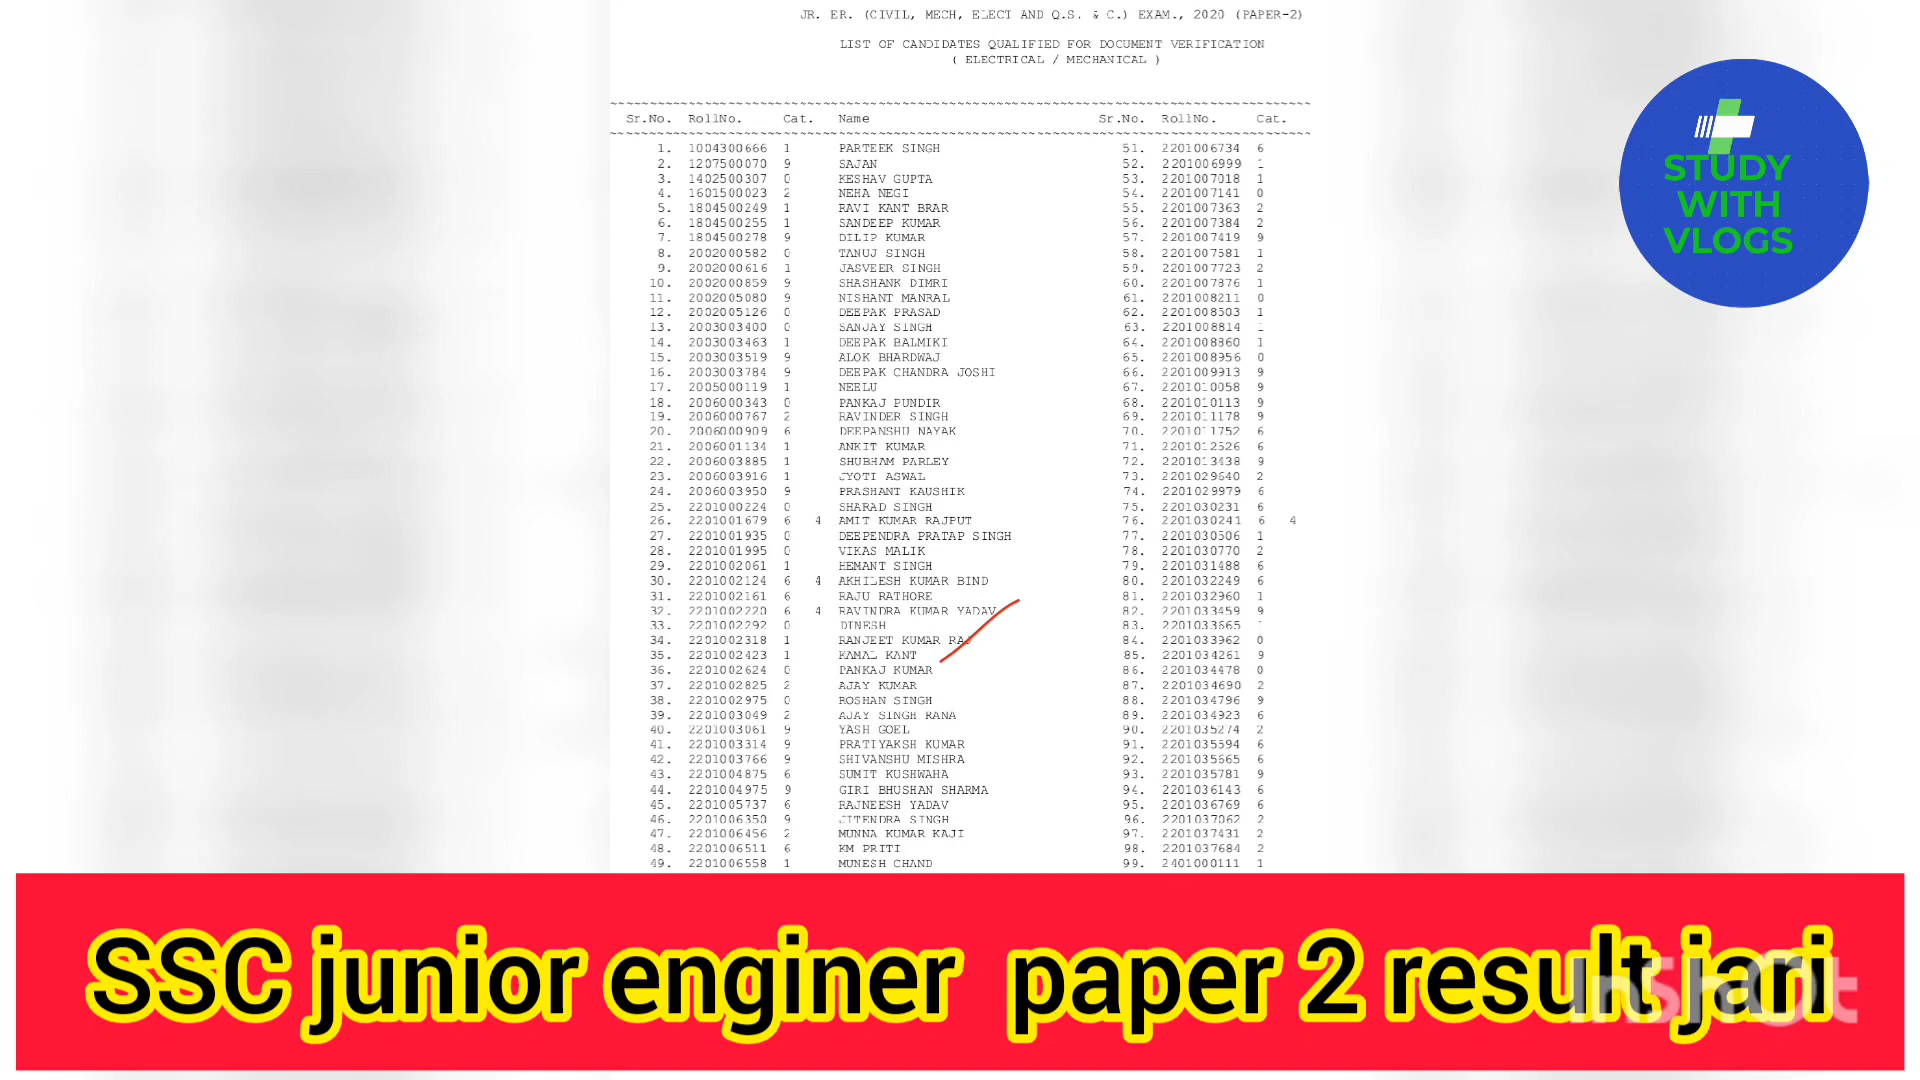 JR. ER. (CIVIL, MECH, ELECT AND Q.S. & C.) EXAM., 2020 (PAPER-2)
LIST OF CANDIDATES QUALIFIED FOR DOCUMENT VERIFICATION
( ELECTRICAL / MECHANICAL )
Sr.No. RollNo. Cat. Name Sr.No. RollNo. Cat.
1. 1004300666 1 PARTEEK SINGH 51. 2201006734 6
2. 1207500070 9 SAJAN 52. 2201006999 1
3. 1402500307 0 KESHAV GUPTA 53. 2201007018 1
4. 1601500023 2 NEHA NEGI 54. 2201007141 0
5. 1804500249 1 RAVI KANT BRAR 55. 2201007363 2
6. 1804500255 1 SANDEEP KUMAR 56. 2201007384 2
7. 1804500278 9 DILIP KUMAR 57. 2201007419 9
8. 2002000582 0 TANUJ SINGH 58. 2201007581 1
9. 2002000616 1 JASVEER SINGH 59. 2201007723 2
10. 2002000859 9 SHASHANK DIMRI 60. 2201007876 1
11. 2002005080 9 NISHANT MANRAL 61. 2201008211 0
12. 2002005126 0 DEEPAK PRASAD 62. 2201008503 1
13. 2003003400 0 SANJAY SINGH 63. 2201008814 1
14. 2003003463 1 DEEPAK BALMIKI 64. 2201008860 1
15. 2003003519 9 ALOK BHARDWAJ 65. 2201008956 0
16. 2003003784 9 DEEPAK CHANDRA JOSHI 66. 2201009913 9
17. 2005000119 1 NEELU 67. 2201010058 9
18. 2006000343 0 PANKAJ PUNDIR 68. 2201010113 9
19. 2006000767 2 RAVINDER SINGH 69. 2201011178 9
20. 2006000909 6 DEEPANSHU NAYAK 70. 2201011752 6
21. 2006001134 1 ANKIT KUMAR 71. 2201012526 6
22. 2006003885 1 SHUBHAM PARLEY 72. 2201013438 9
23. 2006003916 1 JYOTI ASWAL 73. 2201029640 2
24. 2006003950 9 PRASHANT KAUSHIK 74. 2201029979 6
25. 2201000224 0 SHARAD SINGH 75. 2201030231 6
26. 2201001679 6 4 AMIT KUMAR RAJPUT 76. 2201030241 6 4
27. 2201001935 0 DEEPENDRA PRATAP SINGH 77. 2201030506 1
28. 2201001995 0 VIKAS MALIK 78. 2201030770 2
29. 2201002061 1 HEMANT SINGH 79. 2201031488 6
30. 2201002124 6 4 AKHILESH KUMAR BIND 80. 2201032249 6
31. 2201002161 6 RAJU RATHORE 81. 2201032960 1
32. 2201002220 6 4 RAVINDRA KUMAR YADAV 82. 2201033459 9
33. 2201002292 0 DINESH 83. 2201033665 1
34. 2201002318 1 RANJEET KUMAR RAJ 84. 2201033962 0
35. 2201002423 1 KAMAL KANT 85. 2201034261 9
36. 2201002624 0 PANKAJ KUMAR 86. 2201034478 0
37. 2201002825 2 AJAY KUMAR 87. 2201034690 2
38. 2201002975 0 ROSHAN SINGH 88. 2201034796 9
39. 2201003049 2 AJAY SINGH RANA 89. 2201034923 6
40. 2201003061 9 YASH GOEL 90. 2201035274 2
41. 2201003314 9 PRATIYAKSH KUMAR 91. 2201035594 6
42. 2201003766 9 SHIVANSHU MISHRA 92. 2201035665 6
43. 2201004875 6 SUMIT KUSHWAHA 93. 2201035781 9
44. 2201004975 9 GIRI BHUSHAN SHARMA 94. 2201036143 6
45. 2201005737 6 RAJNEESH YADAV 95. 2201036769 6
46. 2201006350 9 JITENDRA SINGH 96. 2201037062 2
47. 2201006456 2 MUNNA KUMAR KAJI 97. 2201037431 2
48. 2201006511 6 KM PRITI 98. 2201037684 2
49. 2201006558 1 MUNESH CHAND 99. 2401000111 1
STUDY
WITH
VLOGS
SSC junior enginer paper 2 result jari
InShOt